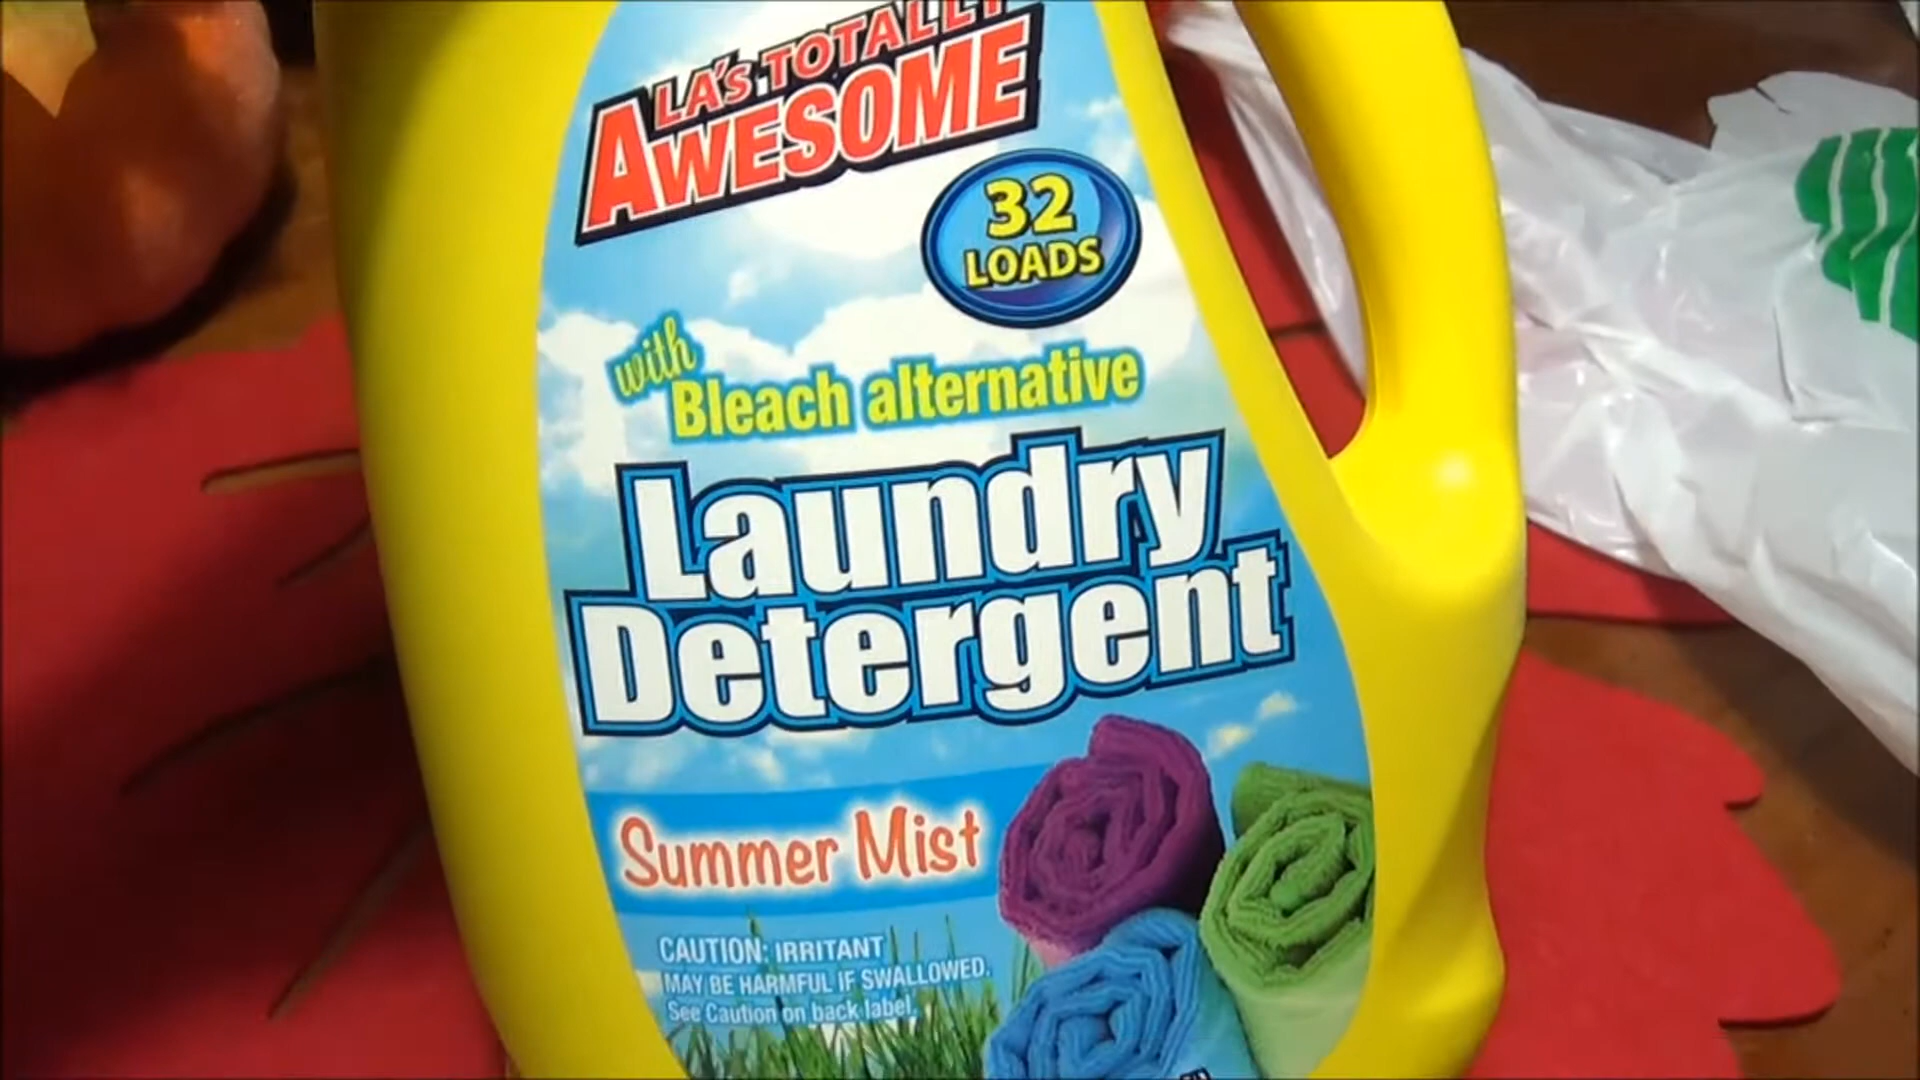 LA'S TOTALLY
AWESOME
32
LOADS
with
Bleach alternative
Laundry
Detergent
Summer Mist
CAUTION: IRRITANT
MAY BE HARMFUL IF SWALLOWED.
See Caution on back label.